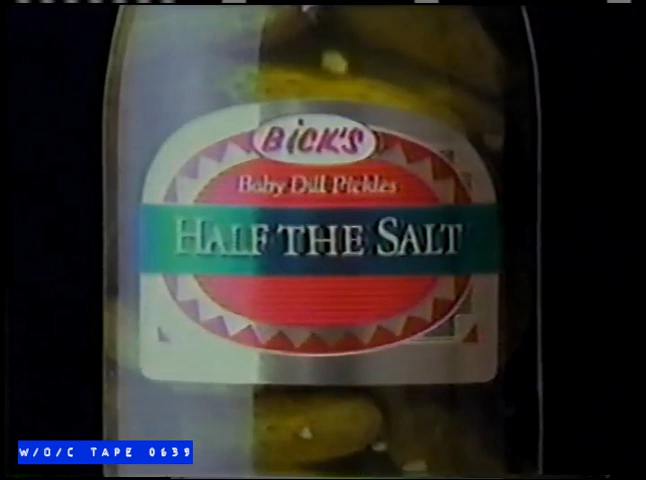 BiCK'S
Baby Dill Pickles
HALF THE SALT
W/O/C TAPE 0639